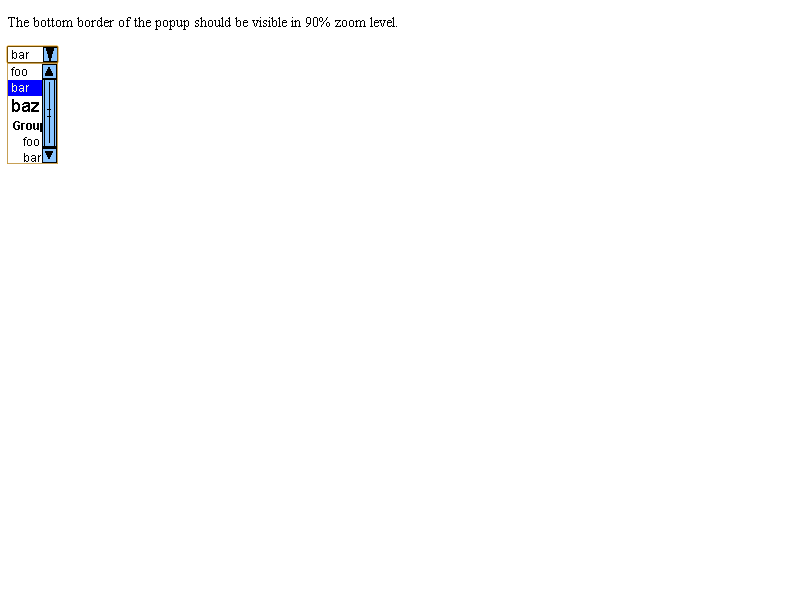 The bottom border of the popup should be visible in 90% zoom level.
bar
foo
bar
baz
Grou
foo
bar